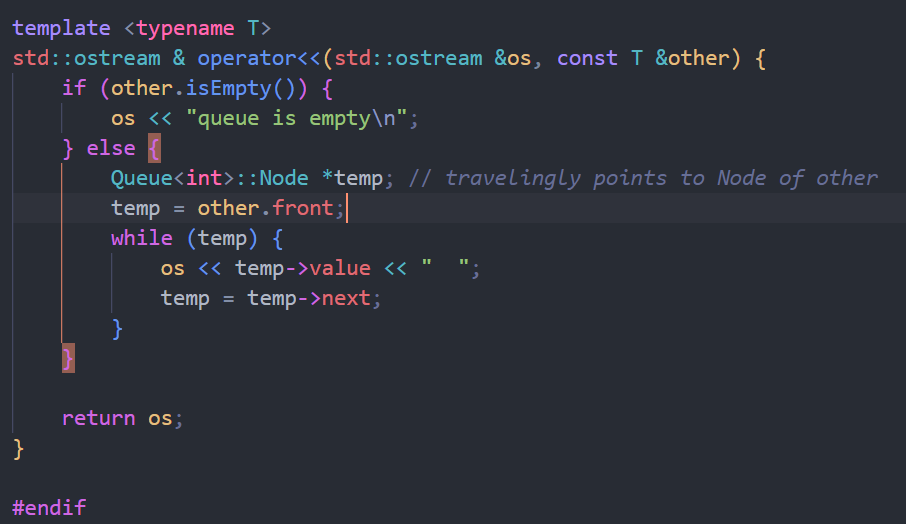 template <typename T>
std::ostream & operator<<(std::ostream &os, const T &other) {
    if (other.isEmpty()) {
        os << "queue is empty\n";
    } else {
        Queue<int>::Node *temp; // travelingly points to Node of other
        temp = other.front;
        while (temp) {
            os << temp->value << "  ";
            temp = temp->next;
        }
    }

    return os;
}

#endif